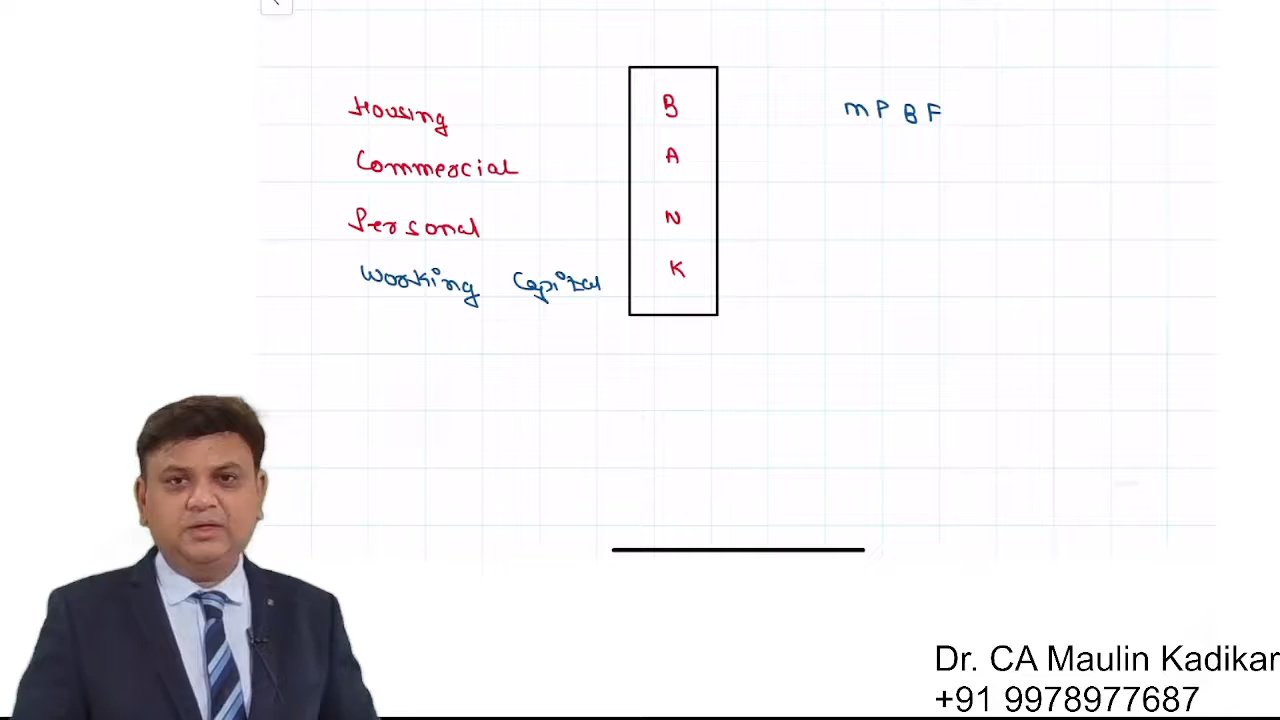 Housing
Commercial
Personal
Working Capital
B
A
N
K
MPBF
Dr. CA Maulin Kadikar
+91 9978977687